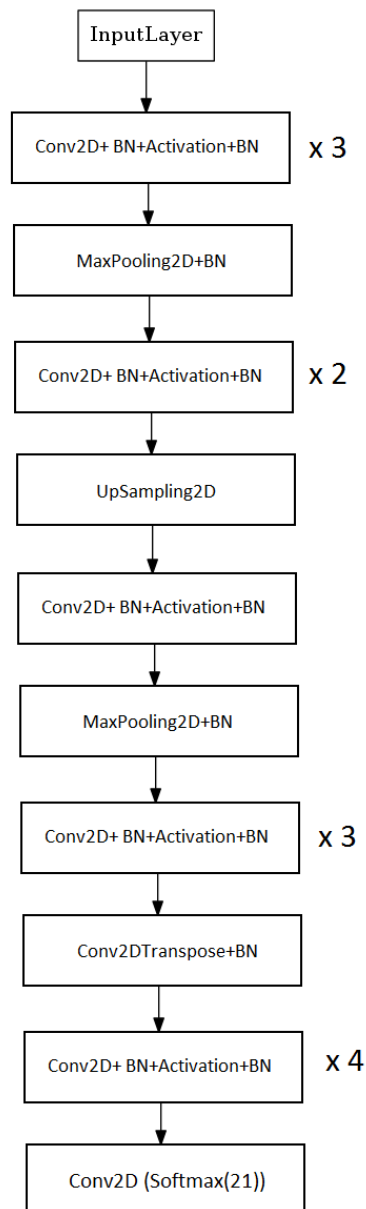 InputLayer
Conv2D+ BN+Activation+BN x 3
MaxPooling2D+BN
Conv2D+ BN+Activation+BN x 2
UpSampling2D
Conv2D+ BN+Activation+BN
MaxPooling2D+BN
Conv2D+ BN+Activation+BN x 3
Conv2DTranspose+BN
Conv2D+ BN+Activation+BN x 4
Conv2D (Softmax(21))